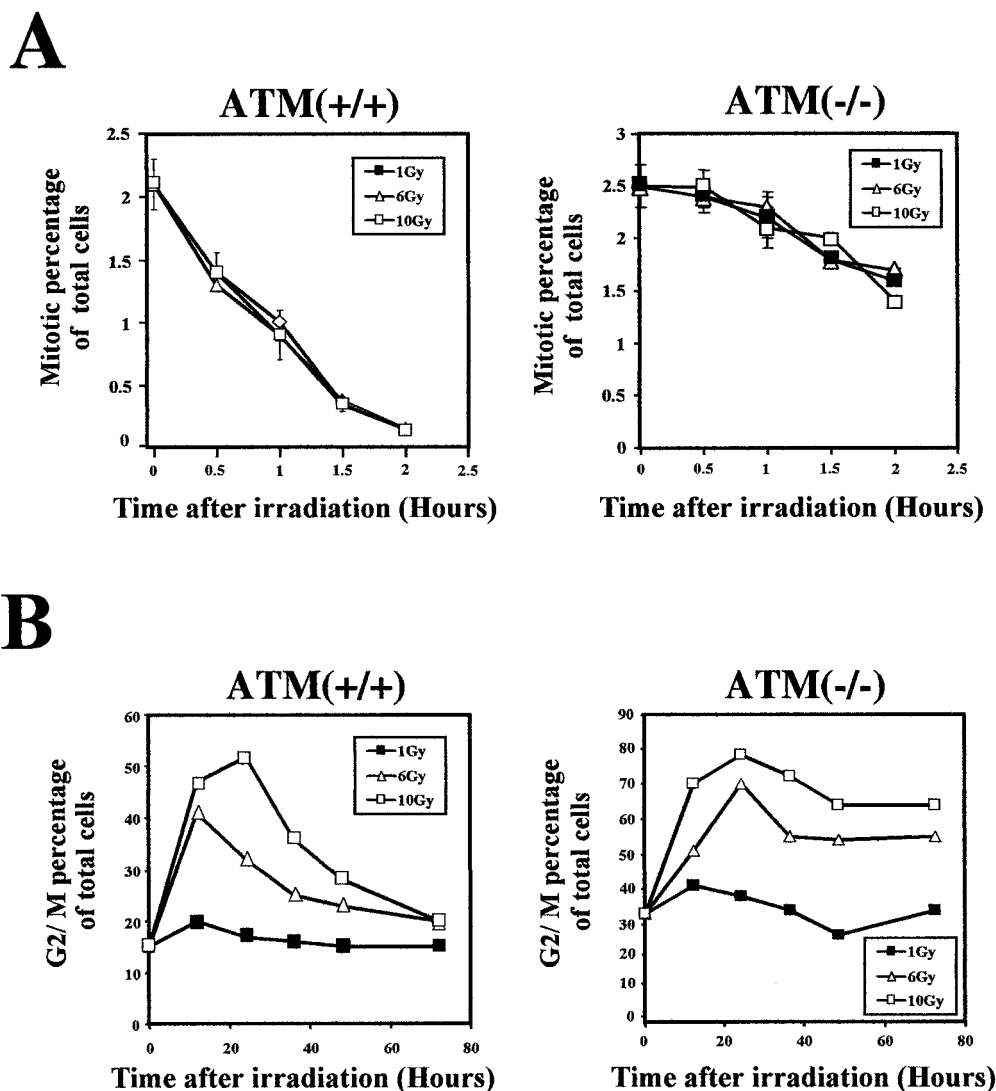 A
ATM(+/+)
Mitotic percentage
of total cells
2.5
2
1.5
1
0.5
0
1Gy
6Gy
10Gy
0 0.5 1 1.5 2 2.5
Time after irradiation (Hours)
ATM(-/-)
Mitotic percentage
of total cells
3
2.5
2
1.5
1
0.5
0
1Gy
6Gy
10Gy
0 0.5 1 1.5 2 2.5
Time after irradiation (Hours)
B
ATM(+/+)
G2/ M percentage
of total cells
60
50
40
30
20
10
0
1Gy
6Gy
10Gy
0 20 40 60 80
Time after irradiation (Hours)
ATM(-/-)
G2/ M percentage
of total cells
90
80
70
60
50
40
30
20
10
0
1Gy
6Gy
10Gy
0 20 40 60 80
Time after irradiation (Hours)